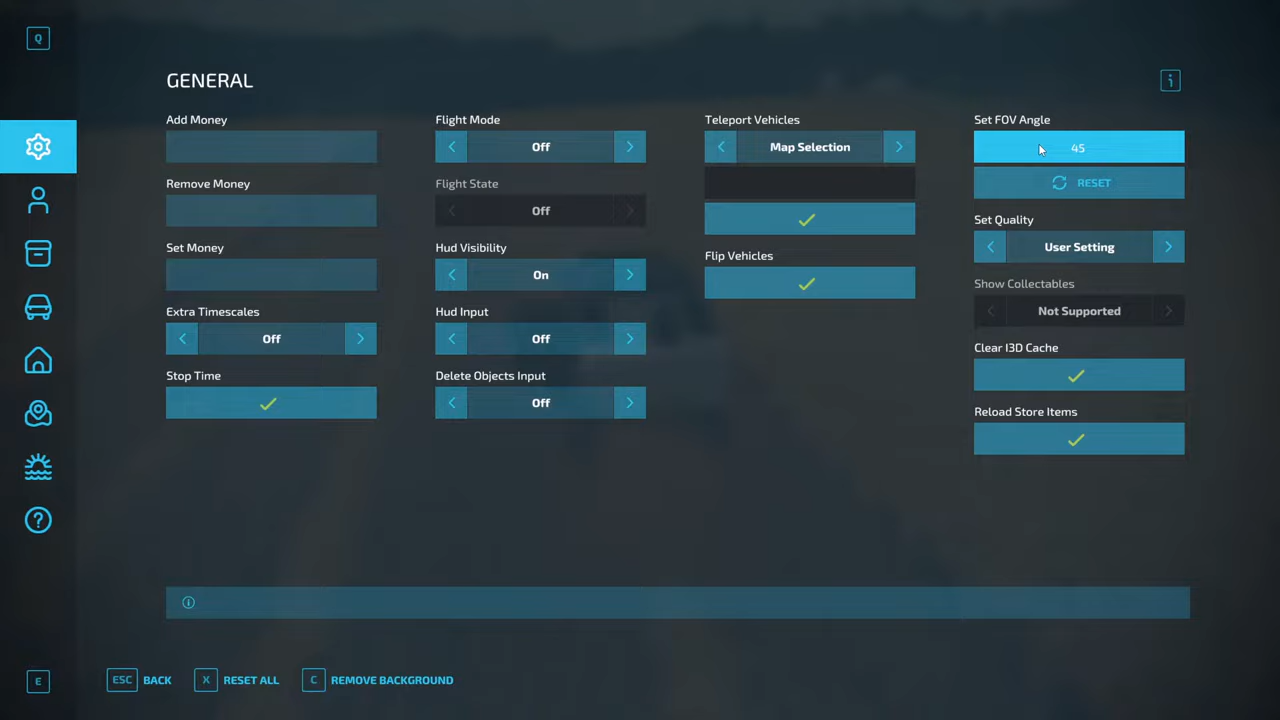 Q
GENERAL
i
Add Money
Remove Money
Set Money
Extra Timescales
Off
Stop Time
Flight Mode
Off
Flight State
Off
Hud Visibility
On
Hud Input
Off
Delete Objects Input
Off
Teleport Vehicles
Map Selection
Flip Vehicles
Set FOV Angle
45
RESET
Set Quality
User Setting
Show Collectables
Not Supported
Clear I3D Cache
Reload Store Items
E
ESC BACK X RESET ALL C REMOVE BACKGROUND